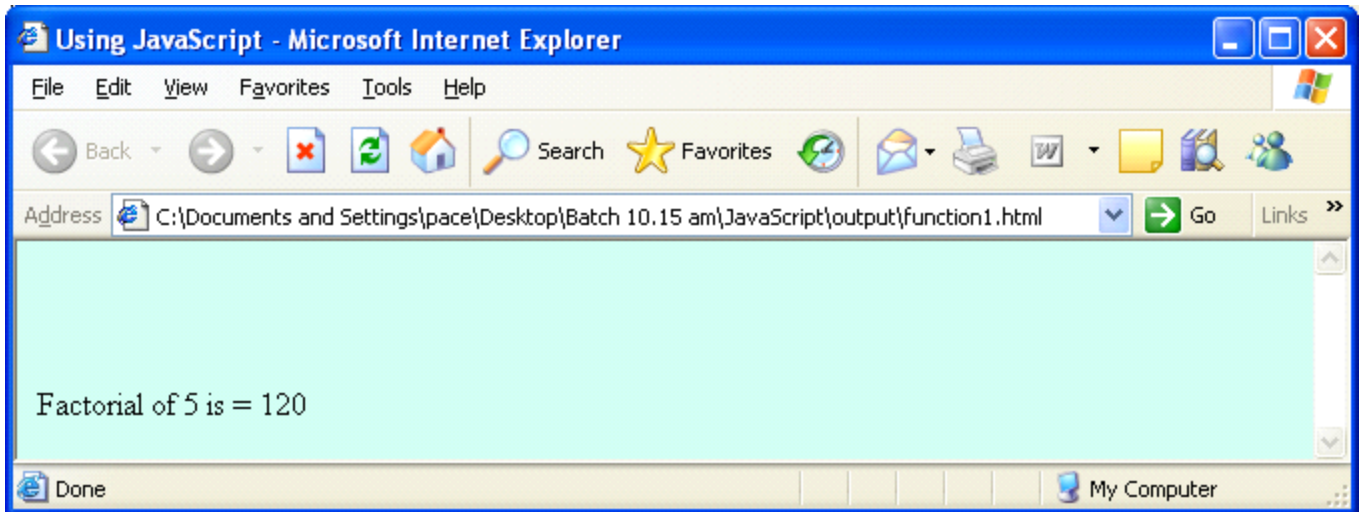 Using JavaScript - Microsoft Internet Explorer
File Edit View Favorites Tools Help
Back Search Favorites W
Address C:\Documents and Settings\pace\Desktop\Batch 10.15 am\JavaScript\output\function1.html Go Links »
Factorial of 5 is = 120
Done My Computer